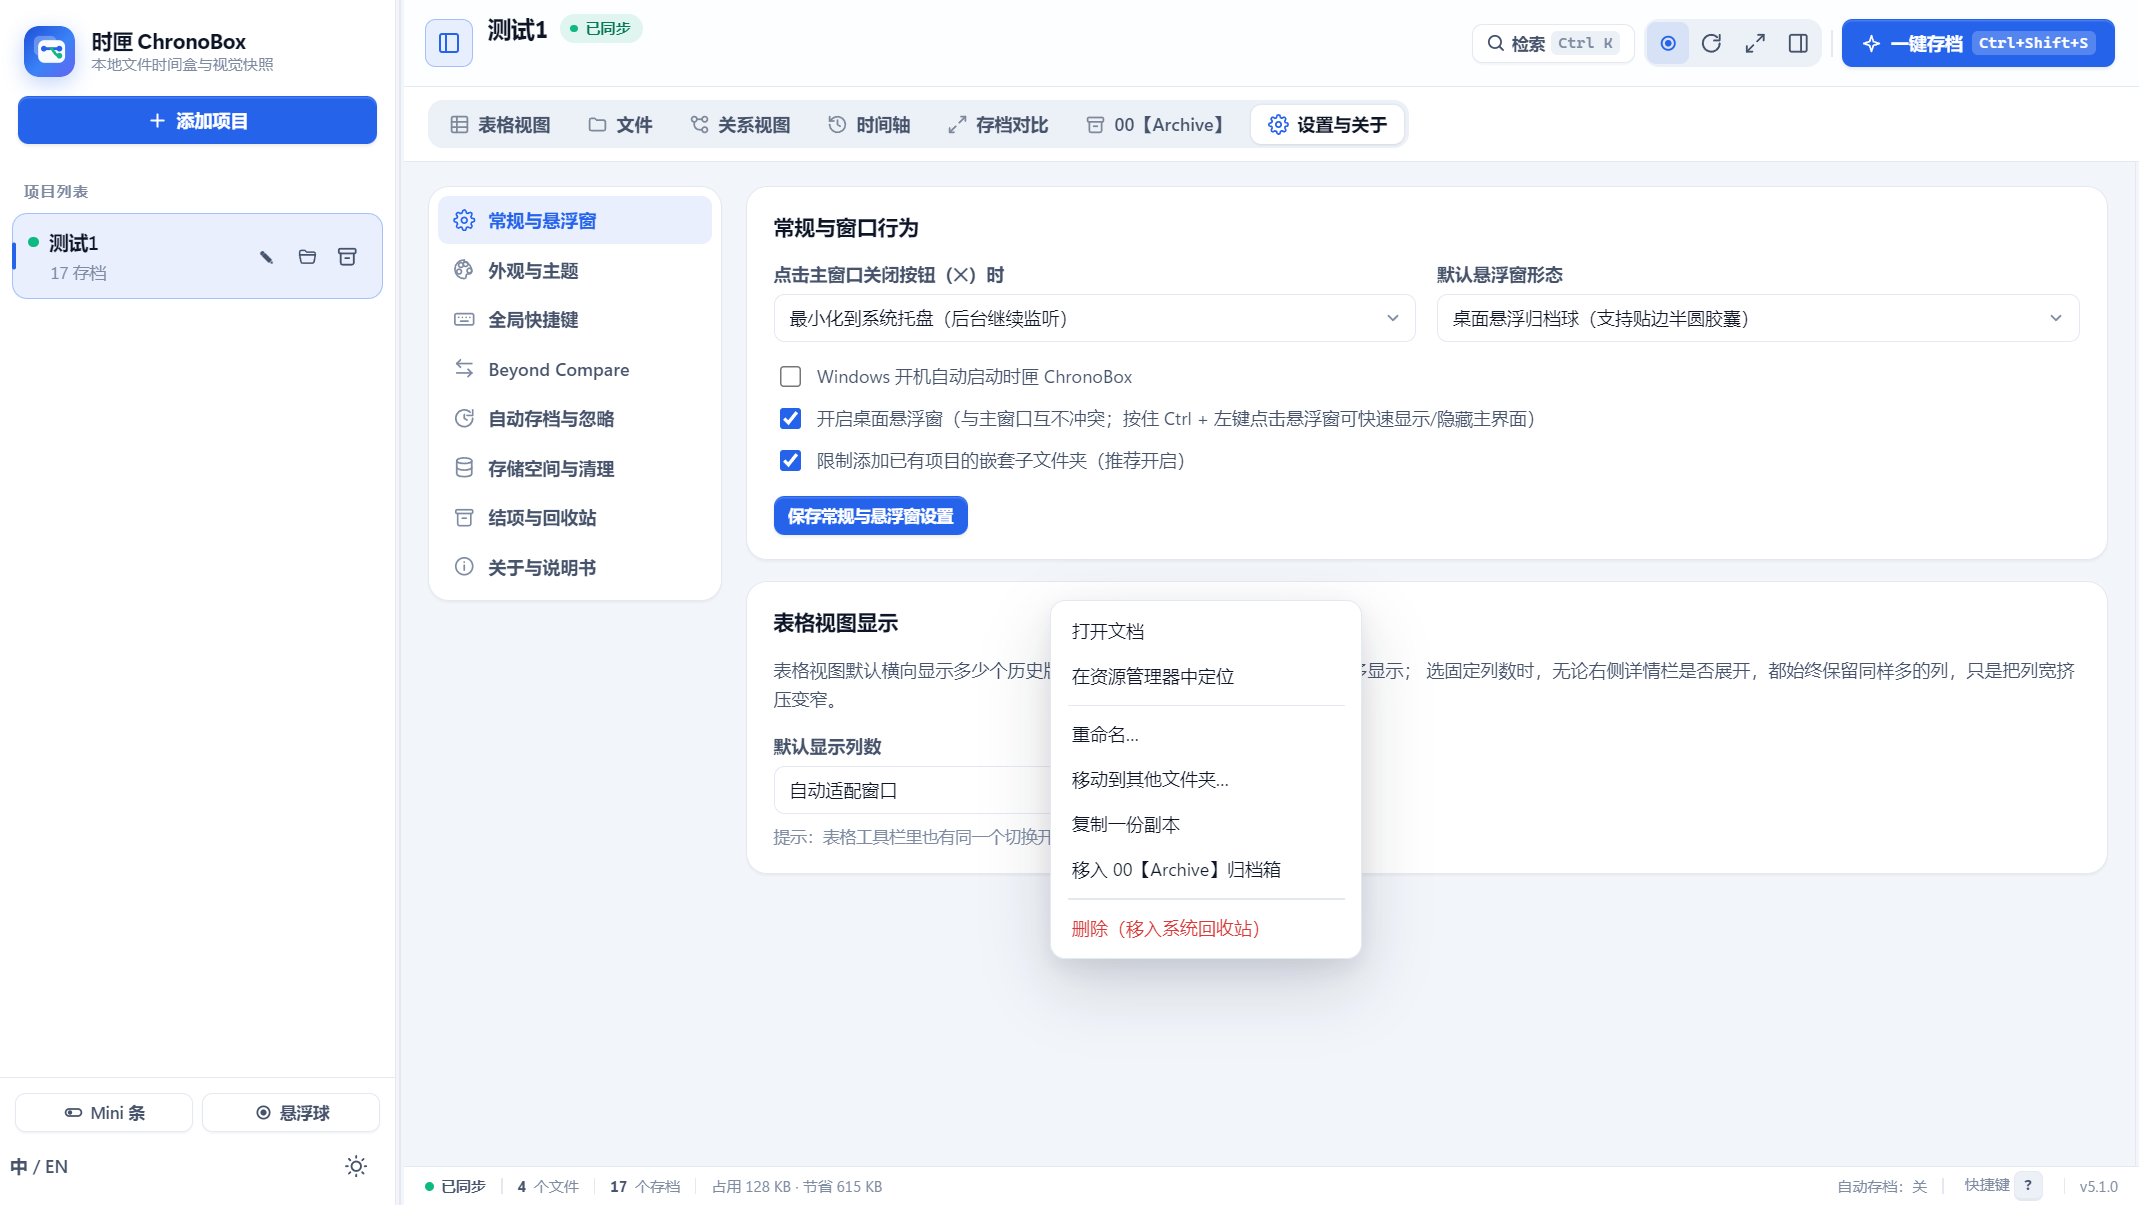 时匣 ChronoBox
本地文件时间盒与视觉快照
添加项目
项目列表
测试1
17 存档
Mini 条
悬浮球
中 / EN
测试1
已同步
检索 Ctrl K
一键存档 Ctrl+Shift+S
表格视图
文件
关系视图
时间轴
存档对比
00【Archive】
设置与关于
常规与悬浮窗
外观与主题
全局快捷键
Beyond Compare
自动存档与忽略
存储空间与清理
结项与回收站
关于与说明书
常规与窗口行为
点击主窗口关闭按钮（✕）时
最小化到系统托盘（后台继续监听）
默认悬浮窗形态
桌面悬浮归档球（支持贴边半圆胶囊）
Windows 开机自动启动时匣 ChronoBox
开启桌面悬浮窗（与主窗口互不冲突；按住 Ctrl + 左键点击悬浮窗可快速显示/隐藏主界面）
限制添加已有项目的嵌套子文件夹（推荐开启）
保存常规与悬浮窗设置
表格视图显示
表格视图默认横向显示多少个历史
显示； 选固定列数时，无论右侧详情栏是否展开，都始终保留同样多的列，只是把列宽挤
压变窄。
默认显示列数
自动适配窗口
提示：表格工具栏里也有同一个切换
打开文档
在资源管理器中定位
重命名...
移动到其他文件夹...
复制一份副本
移入 00【Archive】归档箱
删除（移入系统回收站）
已同步
4 个文件
17 个存档
占用 128 KB · 节省 615 KB
自动存档：关
快捷键 ?
v5.1.0